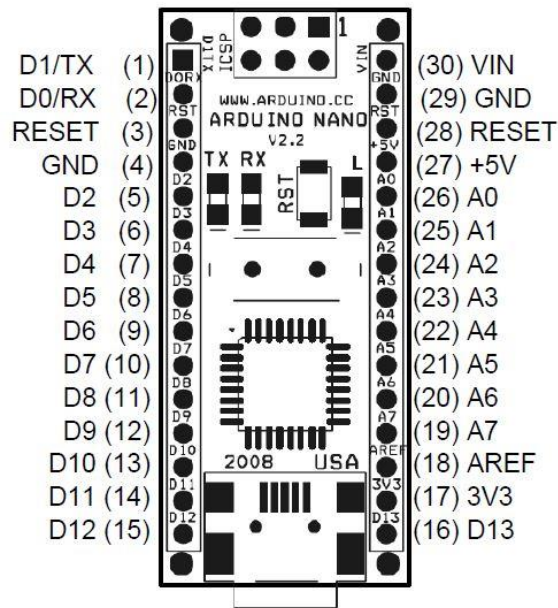 D1/TX (1)
D0/RX (2)
RESET (3)
GND (4)
D2 (5)
D3 (6)
D4 (7)
D5 (8)
D6 (9)
D7 (10)
D8 (11)
D9 (12)
D10 (13)
D11 (14)
D12 (15)
D1TX
ICSP
1
VIN
DORX
RST
GND
D2
D3
D4
D5
D6
D7
D8
D9
D10
D11
D12
WWW.ARDUINO.CC
ARDUINO NANO
V2.2
TX RX
RST
L
2008 USA
GND
RST
+5V
A0
A1
A2
A3
A4
A5
A6
A7
AREF
3V3
D13
(30) VIN
(29) GND
(28) RESET
(27) +5V
(26) A0
(25) A1
(24) A2
(23) A3
(22) A4
(21) A5
(20) A6
(19) A7
(18) AREF
(17) 3V3
(16) D13